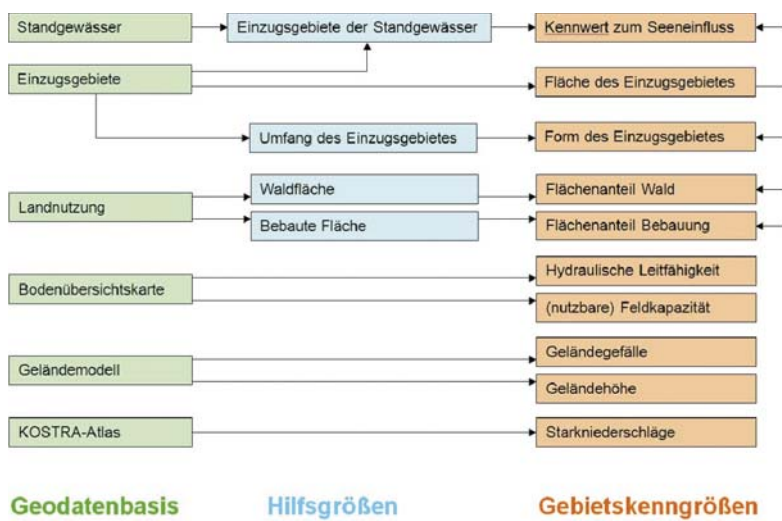 Standgewässer
Einzugsgebiete der Standgewässer
Kennwert zum Seeneinfluss
Einzugsgebiete
Fläche des Einzugsgebietes
Umfang des Einzugsgebietes
Form des Einzugsgebietes
Landnutzung
Waldfläche
Flächenanteil Wald
Bebaute Fläche
Flächenanteil Bebauung
Bodenübersichtskarte
Hydraulische Leitfähigkeit
(nutzbare) Feldkapazität
Geländemodell
Geländegefälle
Geländehöhe
KOSTRA-Atlas
Starkniederschläge
Geodatenbasis
Hilfsgrößen
Gebietskenngrößen